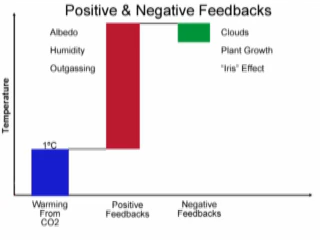 Positive & Negative Feedbacks
Albedo
Humidity
Outgassing
Clouds
Plant Growth
"Iris" Effect
Temperature
1ºC
Warming
From
CO2
Positive
Feedbacks
Negative
Feedbacks